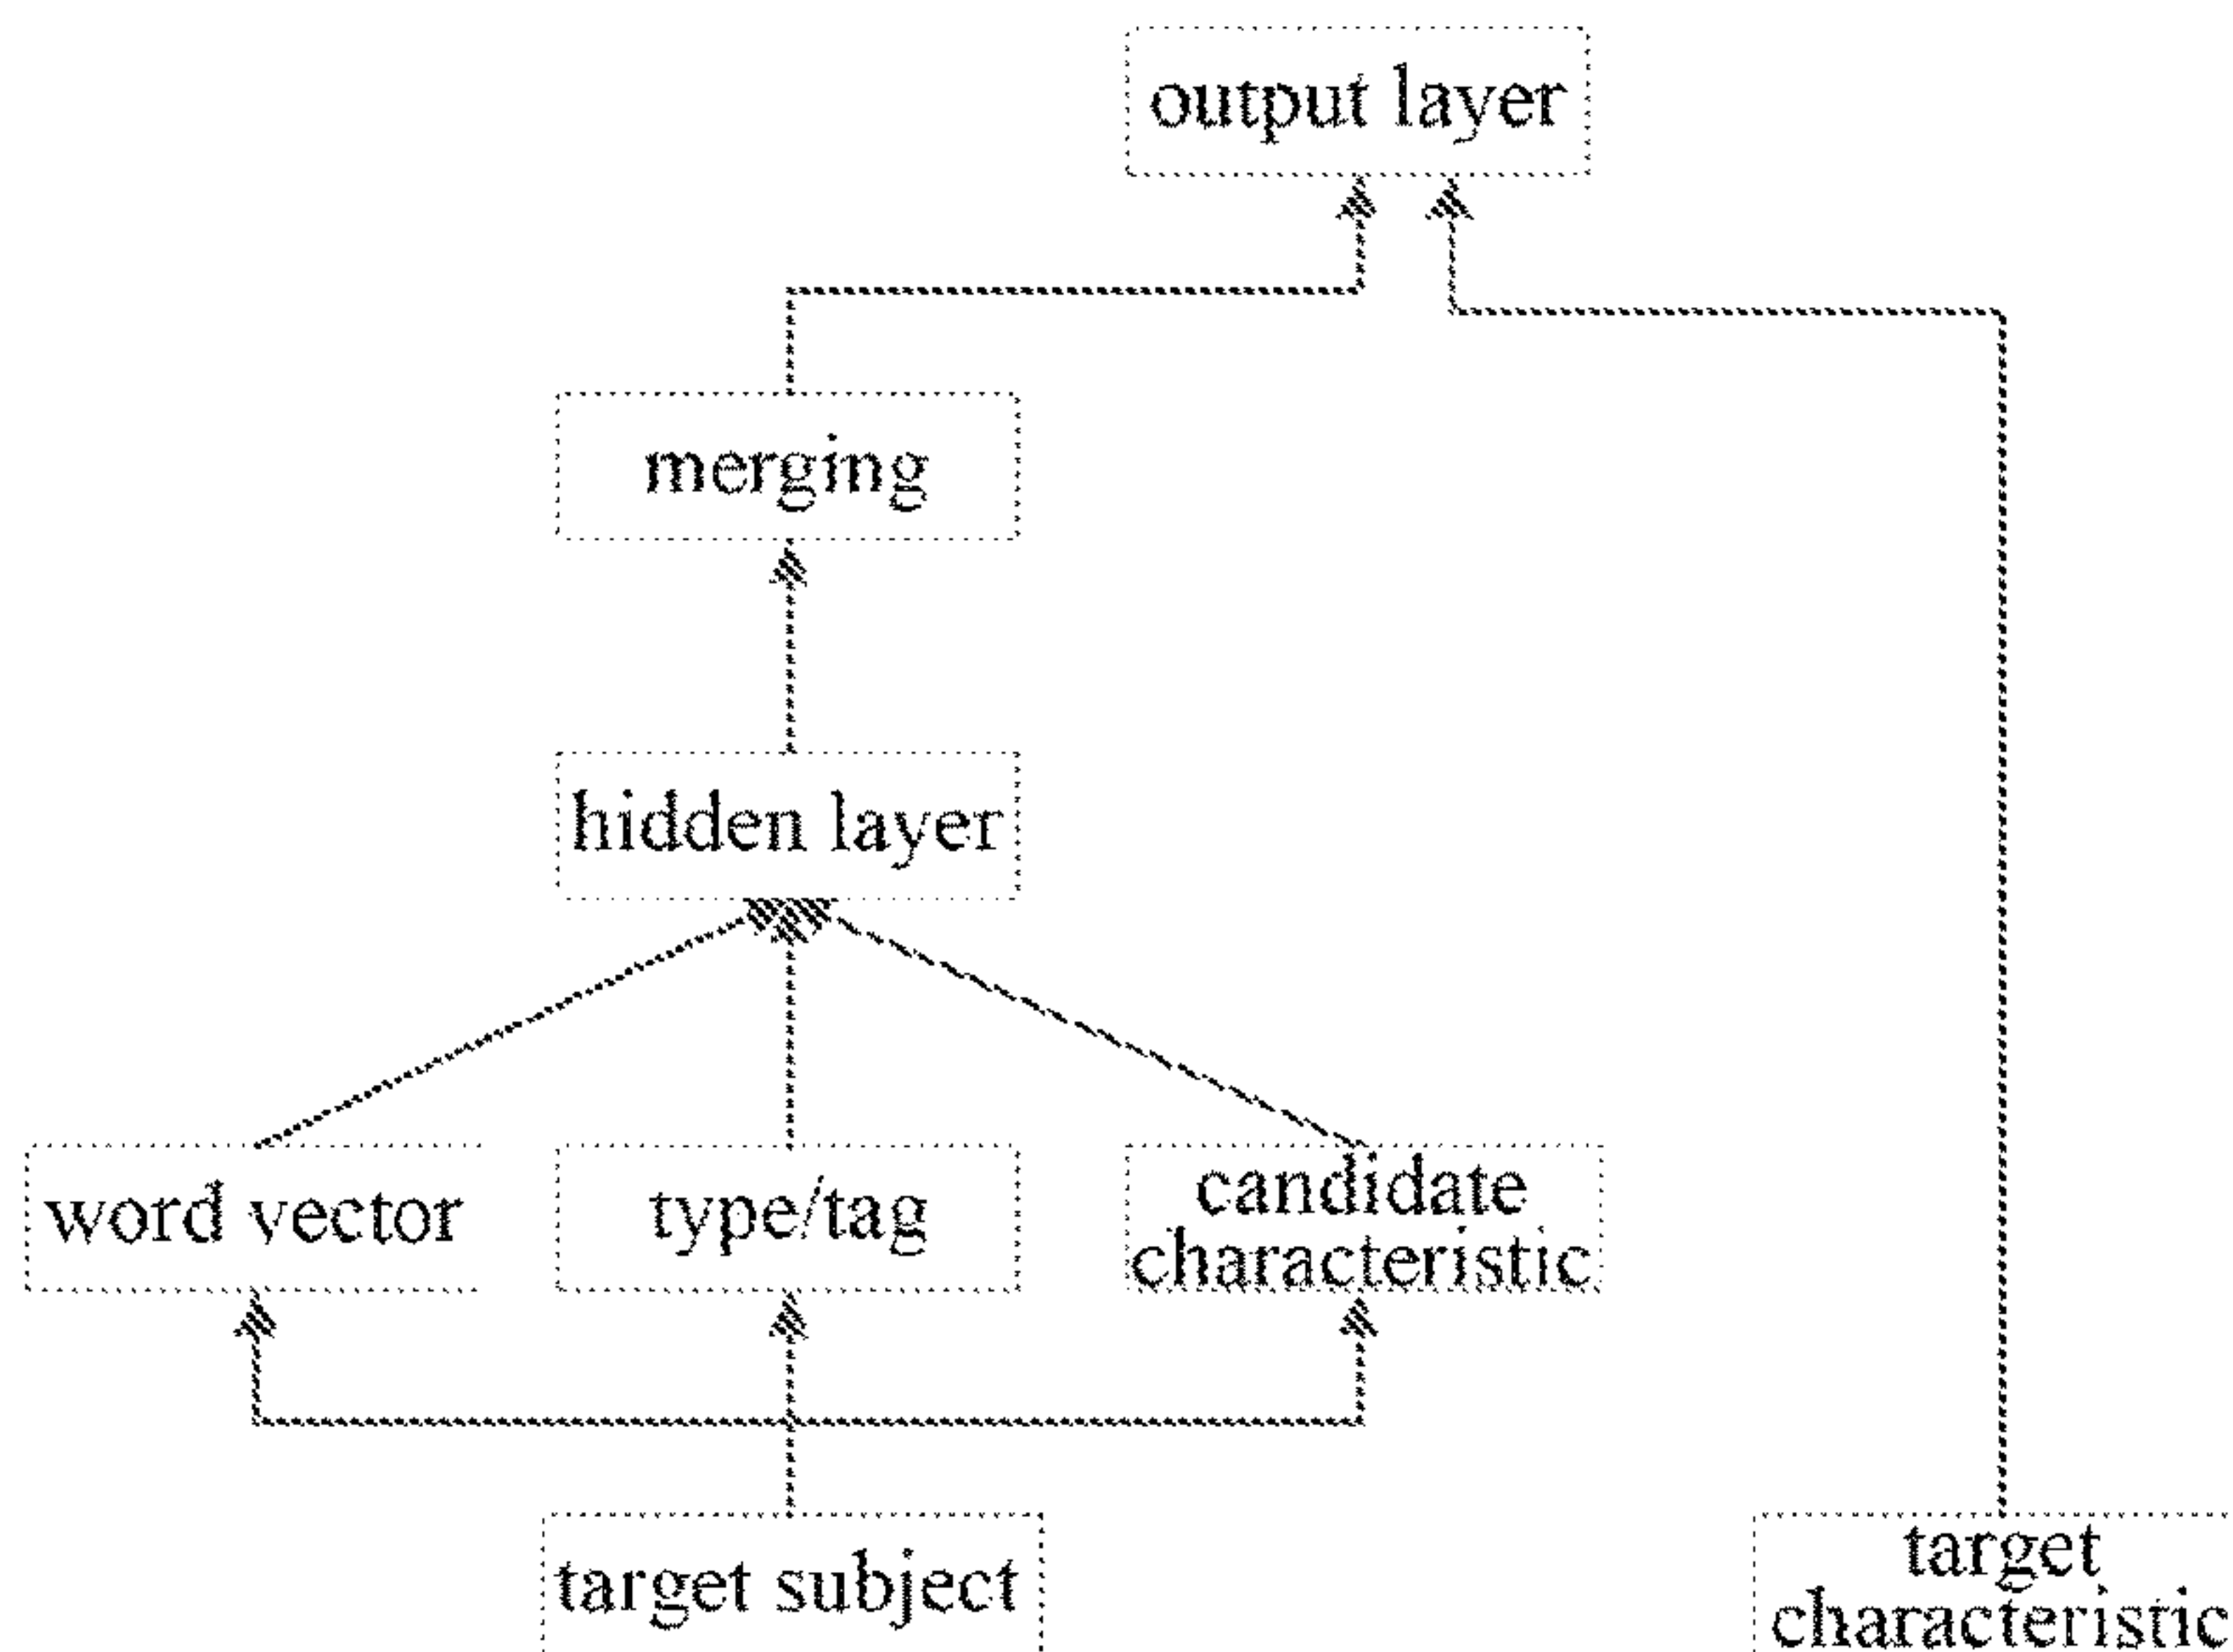 output layer
merging
hidden layer
word vector
type/tag
candidate
characteristic
target subject
target
characteristic